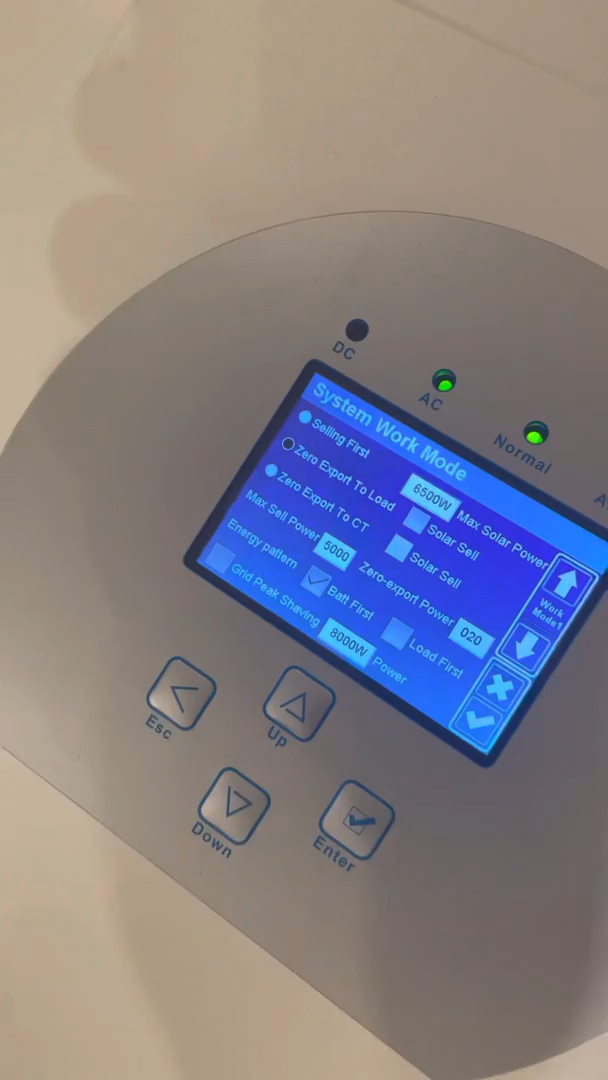 DC
AC
Normal
System Work Mode
Selling First
6500W Max Solar Power
Zero Export To Load
Solar Sell
Zero Export To CT
Solar Sell
Max Sell Power 5000
Zero-export Power 020
Energy pattern
Batt First
Load First
Grid Peak Shaving
8000W Power
Work
Mode1
Esc
Up
Down
Enter